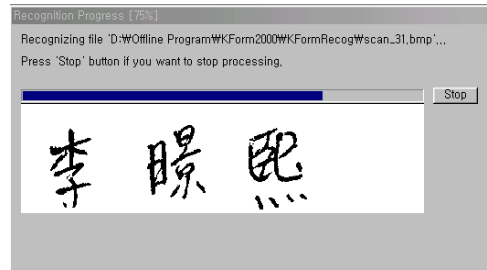 Recognition Progress [75%]
Recognizing file 'D:₩Offline Program₩KForm2000₩KFormRecog₩scan_31.bmp'...
Press 'Stop' button if you want to stop processing.
Stop
李 暻 熙